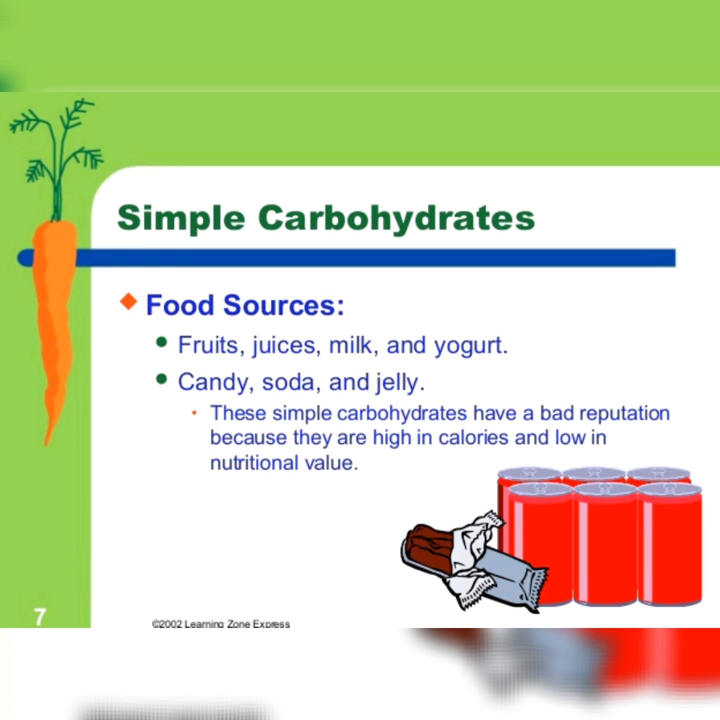 Simple Carbohydrates
Food Sources:
Fruits, juices, milk, and yogurt.
Candy, soda, and jelly.
These simple carbohydrates have a bad reputation
because they are high in calories and low in
nutritional value.
7
©2002 Learning Zone Express